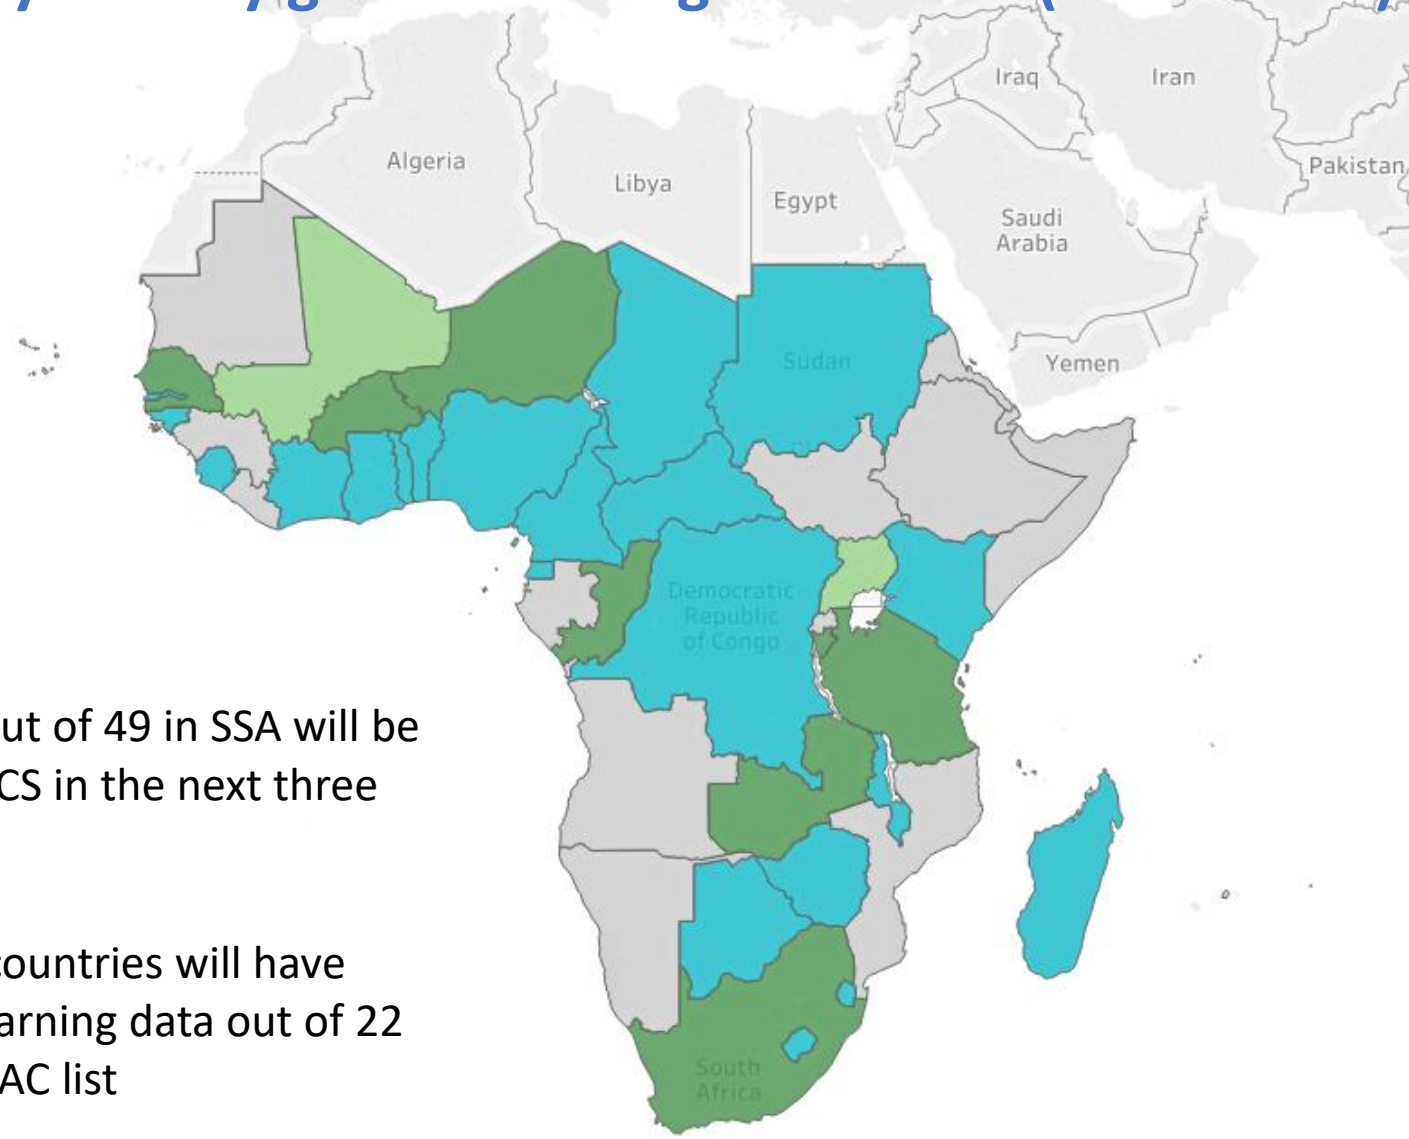 Iraq
Iran
Algeria
Libya
Pakistan
Egypt
Saudi
Arabia
Sudan
Yemen
Democratic
Republic
of Congo
ut of 49 in SSA will be
CS in the next three
countries will have
arning data out of 22
AC list
South
Africa